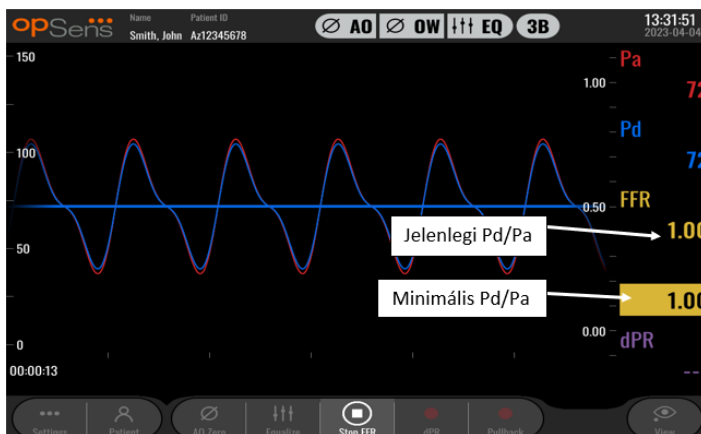 opSens
Name
Patient ID
Smith, John
Az12345678
AO
OW
EQ
3B
13:31:51
2023-04-04
150
100
50
0
00:00:13
1.00
0.50
0.00
Pa
72
Pd
72
FFR
Jelenlegi Pd/Pa
1.00
Minimális Pd/Pa
1.00
dPR
--
Settings
Patient
AO Zero
Equalize
Stop FFR
dPR
Pullback
View